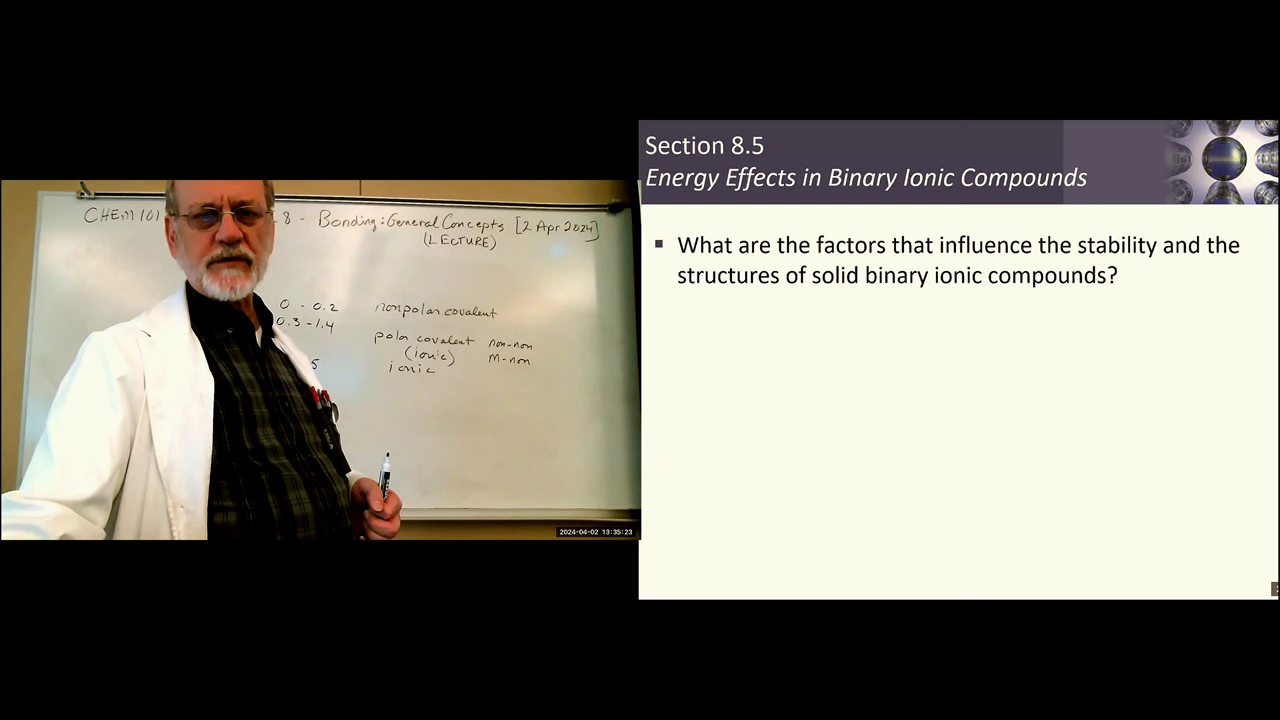 CHEM 101 8 - Bonding: General Concepts [2 Apr 2024]
(LECTURE)
0 - 0.2 nonpolar covalent
0.3 - 1.4
polar covalent non-non
(ionic) M-non
5 ionic
2024-04-02 13:35:23
Section 8.5
Energy Effects in Binary Ionic Compounds
▪ What are the factors that influence the stability and the
structures of solid binary ionic compounds?